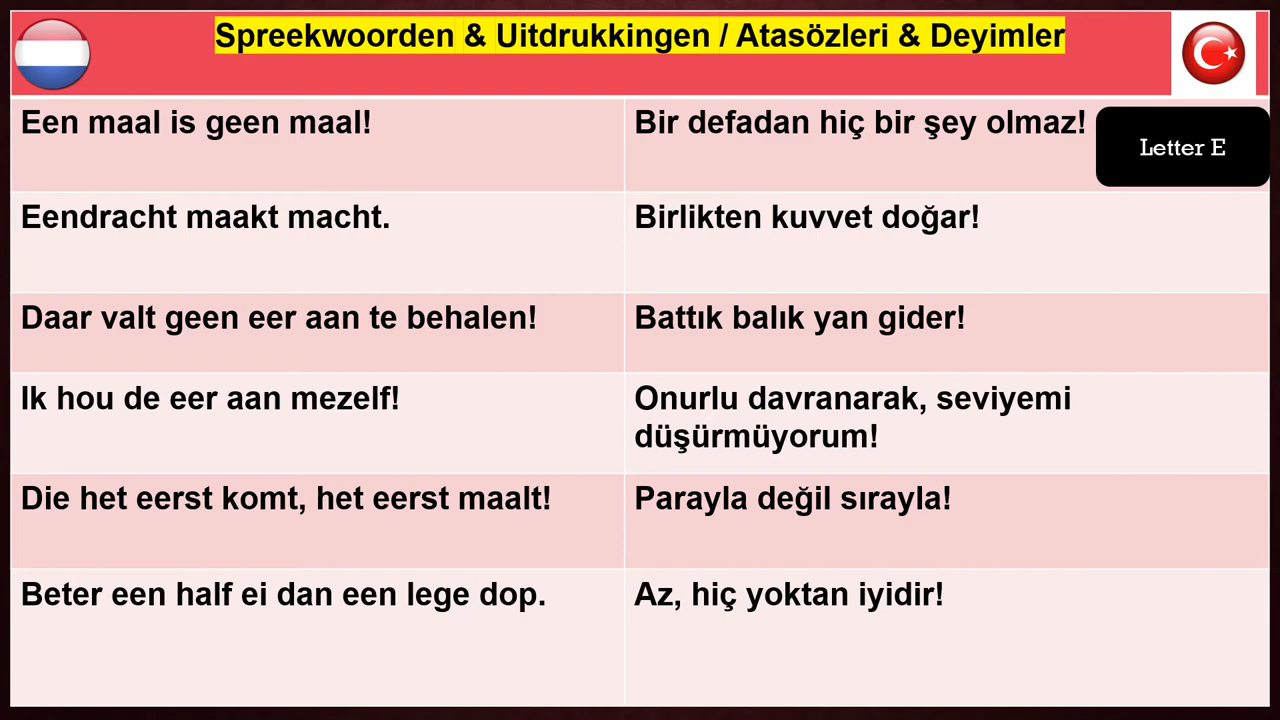 Spreekwoorden & Uitdrukkingen / Atasözleri & Deyimler
Een maal is geen maal!
Bir defadan hiç bir şey olmaz!
Letter E
Eendracht maakt macht.
Birlikten kuvvet doğar!
Daar valt geen eer aan te behalen!
Battık balık yan gider!
Ik hou de eer aan mezelf!
Onurlu davranarak, seviyemi
düşürmüyorum!
Die het eerst komt, het eerst maalt!
Parayla değil sırayla!
Beter een half ei dan een lege dop.
Az, hiç yoktan iyidir!